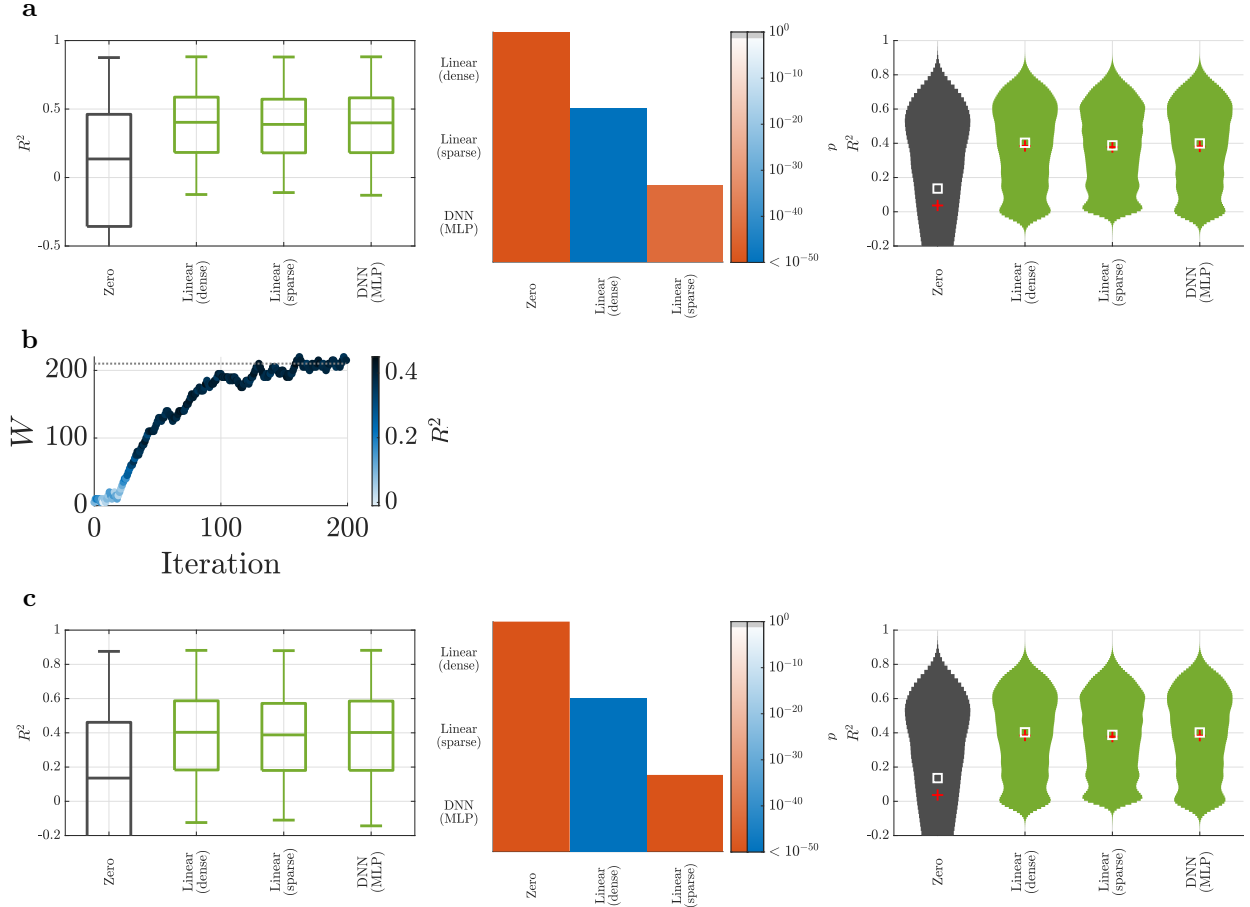 a
1
0.5
0
-0.5
R²
Zero
Linear
(dense)
Linear
(sparse)
DNN
(MLP)
Linear
(dense)
Linear
(sparse)
DNN
(MLP)
Zero
Linear
(dense)
Linear
(sparse)
10⁰
10⁻¹⁰
10⁻²⁰
10⁻³⁰
10⁻⁴⁰
< 10⁻⁵⁰
p
R²
1
0.8
0.6
0.4
0.2
0
-0.2
Zero
Linear
(dense)
Linear
(sparse)
DNN
(MLP)
b
W
200
100
0
0
100
200
Iteration
0.4
0.2
0
R²
c
1
0.8
0.6
0.4
0.2
0
-0.2
R²
Zero
Linear
(dense)
Linear
(sparse)
DNN
(MLP)
Linear
(dense)
Linear
(sparse)
DNN
(MLP)
Zero
Linear
(dense)
Linear
(sparse)
10⁰
10⁻¹⁰
10⁻²⁰
10⁻³⁰
10⁻⁴⁰
< 10⁻⁵⁰
p
R²
1
0.8
0.6
0.4
0.2
0
-0.2
Zero
Linear
(dense)
Linear
(sparse)
DNN
(MLP)